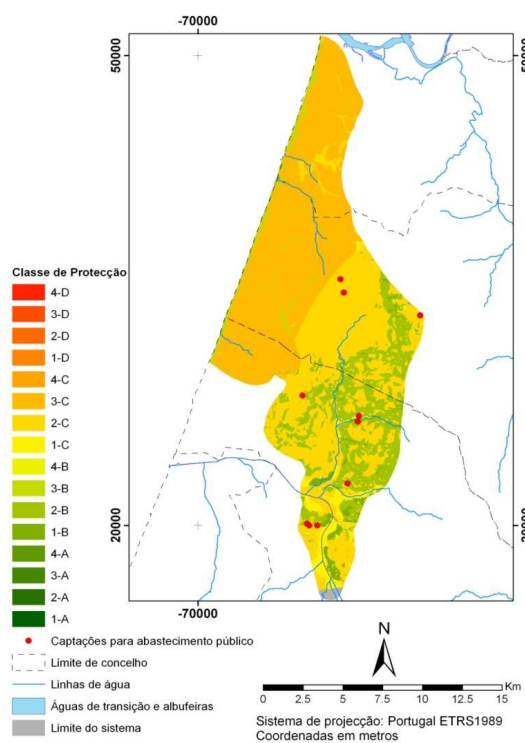 -70000
50000
50000
Classe de Protecção
4-D
3-D
2-D
1-D
4-C
3-C
2-C
1-C
4-B
3-B
2-B
1-B
4-A
3-A
2-A
1-A
Captações para abastecimento público
Limite de concelho
Linhas de água
Águas de transição e albufeiras
Limite do sistema
20000
20000
-70000
N
Km
0 2.5 5 7.5 10 12.5 15
Sistema de projecção: Portugal ETRS1989
Coordenadas em metros